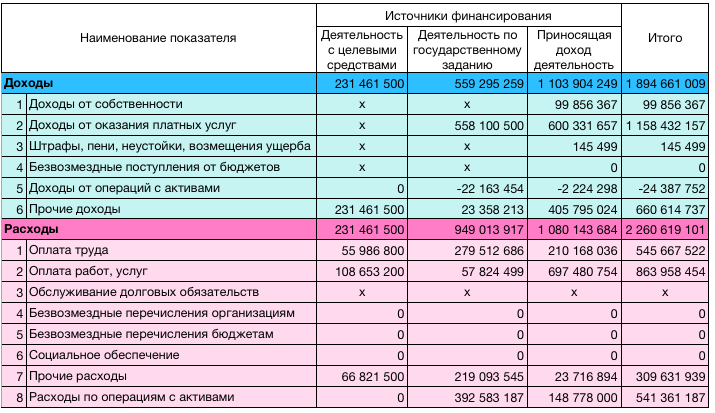 Наименование показателя
Источники финансирования
Итого
Деятельность с целевыми средствами
Деятельность по государственному заданию
Приносящая доход деятельность
Доходы 231 461 500 559 295 259 1 103 904 249 1 894 661 009
1 Доходы от собственности x x 99 856 367 99 856 367
2 Доходы от оказания платных услуг x 558 100 500 600 331 657 1 158 432 157
3 Штрафы, пени, неустойки, возмещения ущерба x x 145 499 145 499
4 Безвозмездные поступления от бюджетов x x 0 0
5 Доходы от операций с активами 0 -22 163 454 -2 224 298 -24 387 752
6 Прочие доходы 231 461 500 23 358 213 405 795 024 660 614 737
Расходы 231 461 500 949 013 917 1 080 143 684 2 260 619 101
1 Оплата труда 55 986 800 279 512 686 210 168 036 545 667 522
2 Оплата работ, услуг 108 653 200 57 824 499 697 480 754 863 958 454
3 Обслуживание долговых обязательств x x x x
4 Безвозмездные перечисления организациям 0 0 0 0
5 Безвозмездные перечисления бюджетам 0 0 0 0
6 Социальное обеспечение 0 0 0 0
7 Прочие расходы 66 821 500 219 093 545 23 716 894 309 631 939
8 Расходы по операциям с активами 0 392 583 187 148 778 000 541 361 187